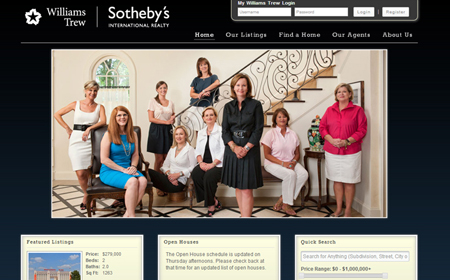 My Williams Trew Login
Username
Password
Login
|
Register
Williams
Trew
Sotheby's
INTERNATIONAL REALTY
Home
Our Listings
Find a Home
Our Agents
About Us
Featured Listings
Price: $279,000
Beds: 2
Baths: 2.0
Sq Ft: 1263
Open Houses
The Open House schedule is updated on
Thursday afternoons. Please check back at
that time for an updated list of open houses.
Quick Search
Search for Anything (Subdivision, Street, City o
Price Range: $0 - $1,000,000+